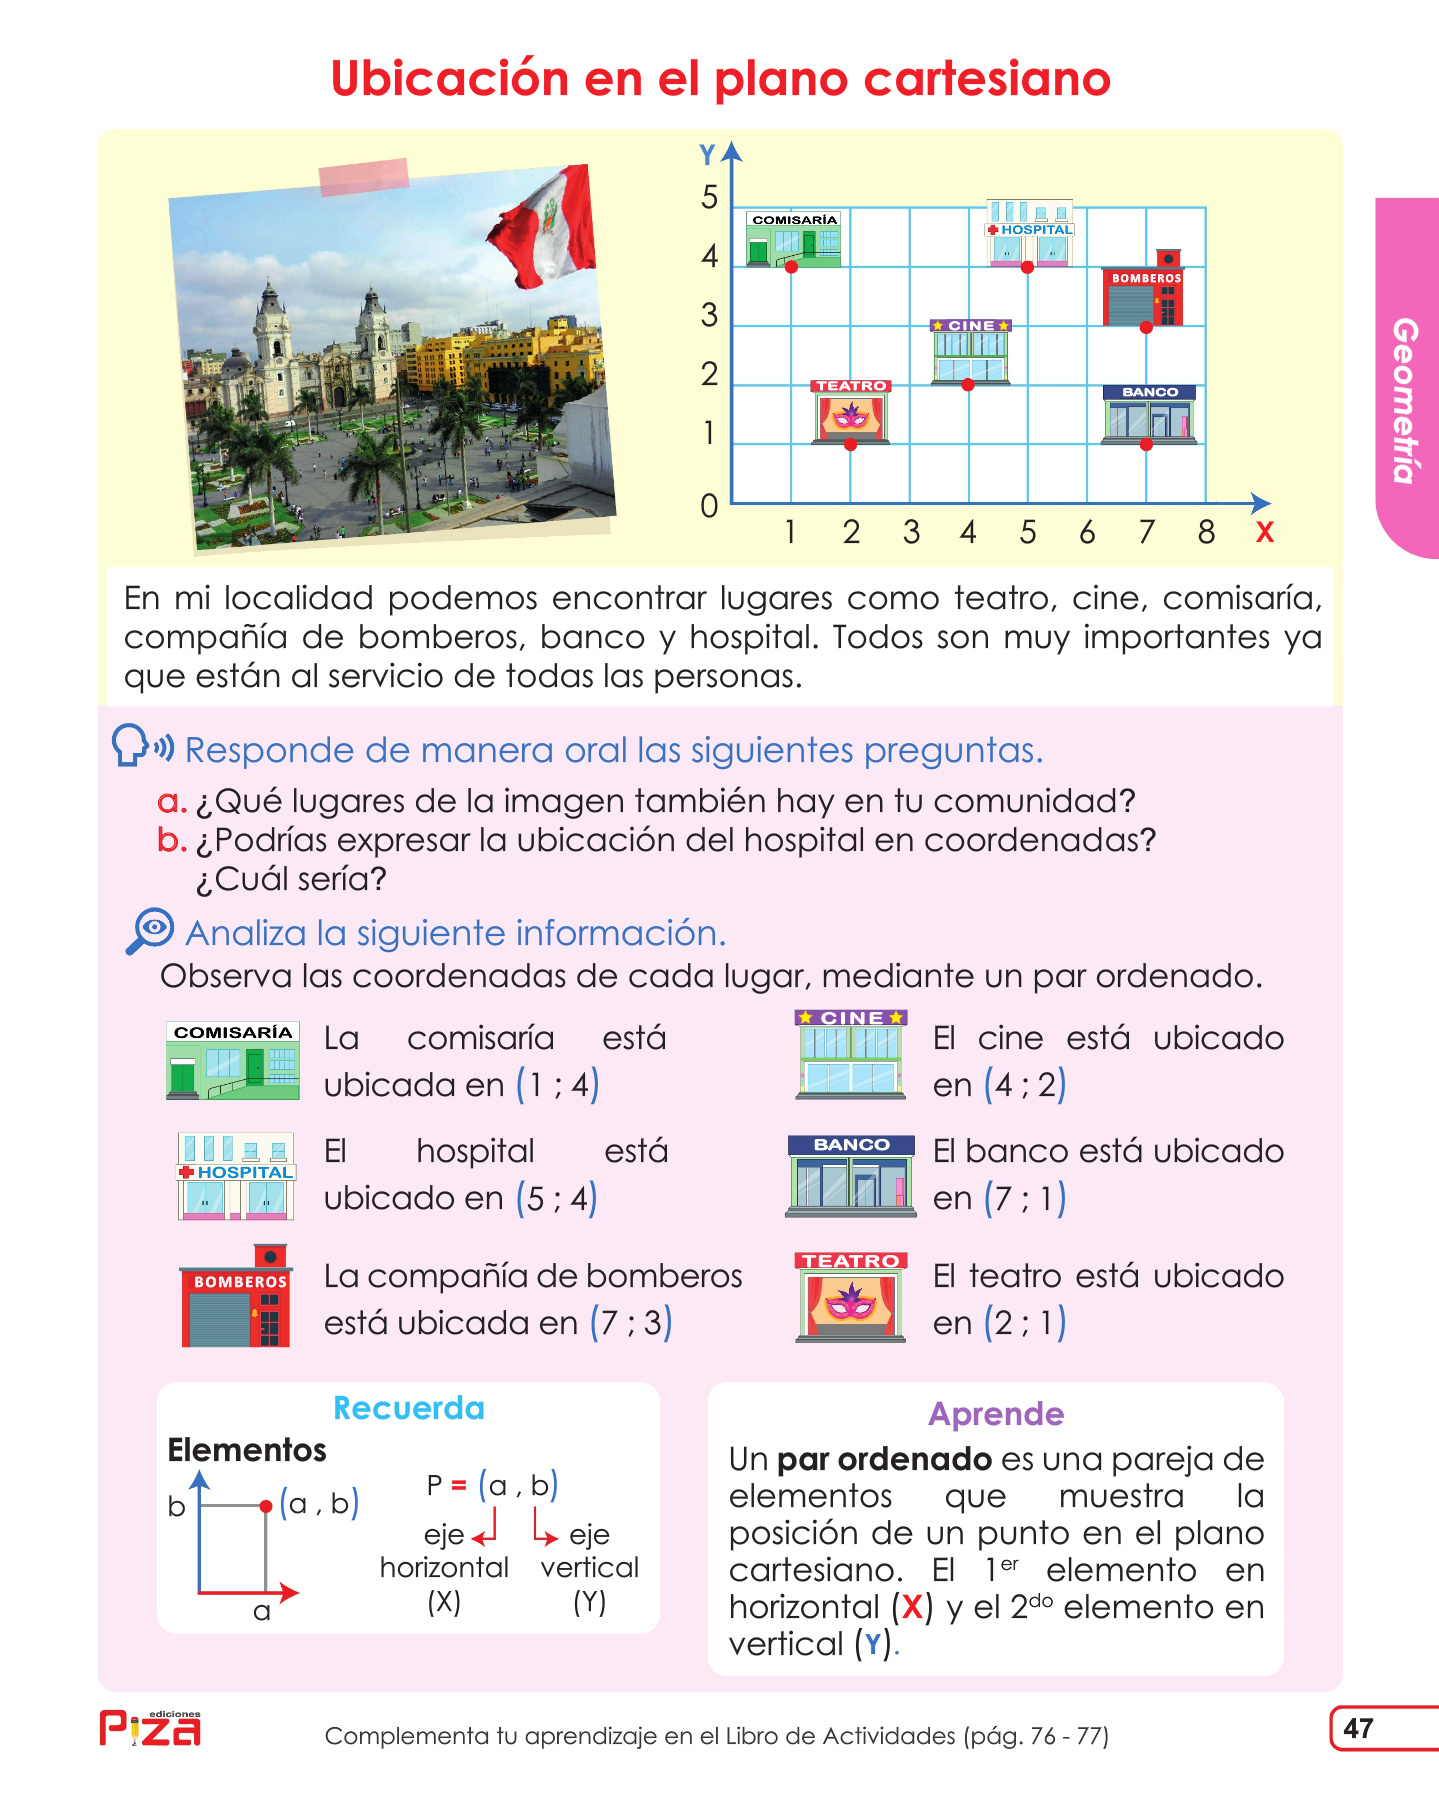 Ubicación en el plano cartesiano
Y
5
4
3
2
1
0
COMISARÍA
HOSPITAL
BOMBEROS
CINE
TEATRO
BANCO
1 2 3 4 5 6 7 8 X
Geometría
En mi localidad podemos encontrar lugares como teatro, cine, comisaría,
compañía de bomberos, banco y hospital. Todos son muy importantes ya
que están al servicio de todas las personas.
Responde de manera oral las siguientes preguntas.
a. ¿Qué lugares de la imagen también hay en tu comunidad?
b. ¿Podrías expresar la ubicación del hospital en coordenadas?
¿Cuál sería?
Analiza la siguiente información.
Observa las coordenadas de cada lugar, mediante un par ordenado.
COMISARÍA
La comisaría está
ubicada en (1 ; 4)
CINE
El cine está ubicado
en (4 ; 2)
HOSPITAL
El hospital está
ubicado en (5 ; 4)
BANCO
El banco está ubicado
en (7 ; 1)
BOMBEROS
La compañía de bomberos
está ubicada en (7 ; 3)
TEATRO
El teatro está ubicado
en (2 ; 1)
Recuerda
Elementos
b
(a , b)
a
P = (a , b)
eje
horizontal
(X)
eje
vertical
(Y)
Aprende
Un par ordenado es una pareja de
elementos que muestra la
posición de un punto en el plano
cartesiano. El 1er elemento en
horizontal (X) y el 2do elemento en
vertical (Y).
ediciones
Piza
Complementa tu aprendizaje en el Libro de Actividades (pág. 76 - 77)
47